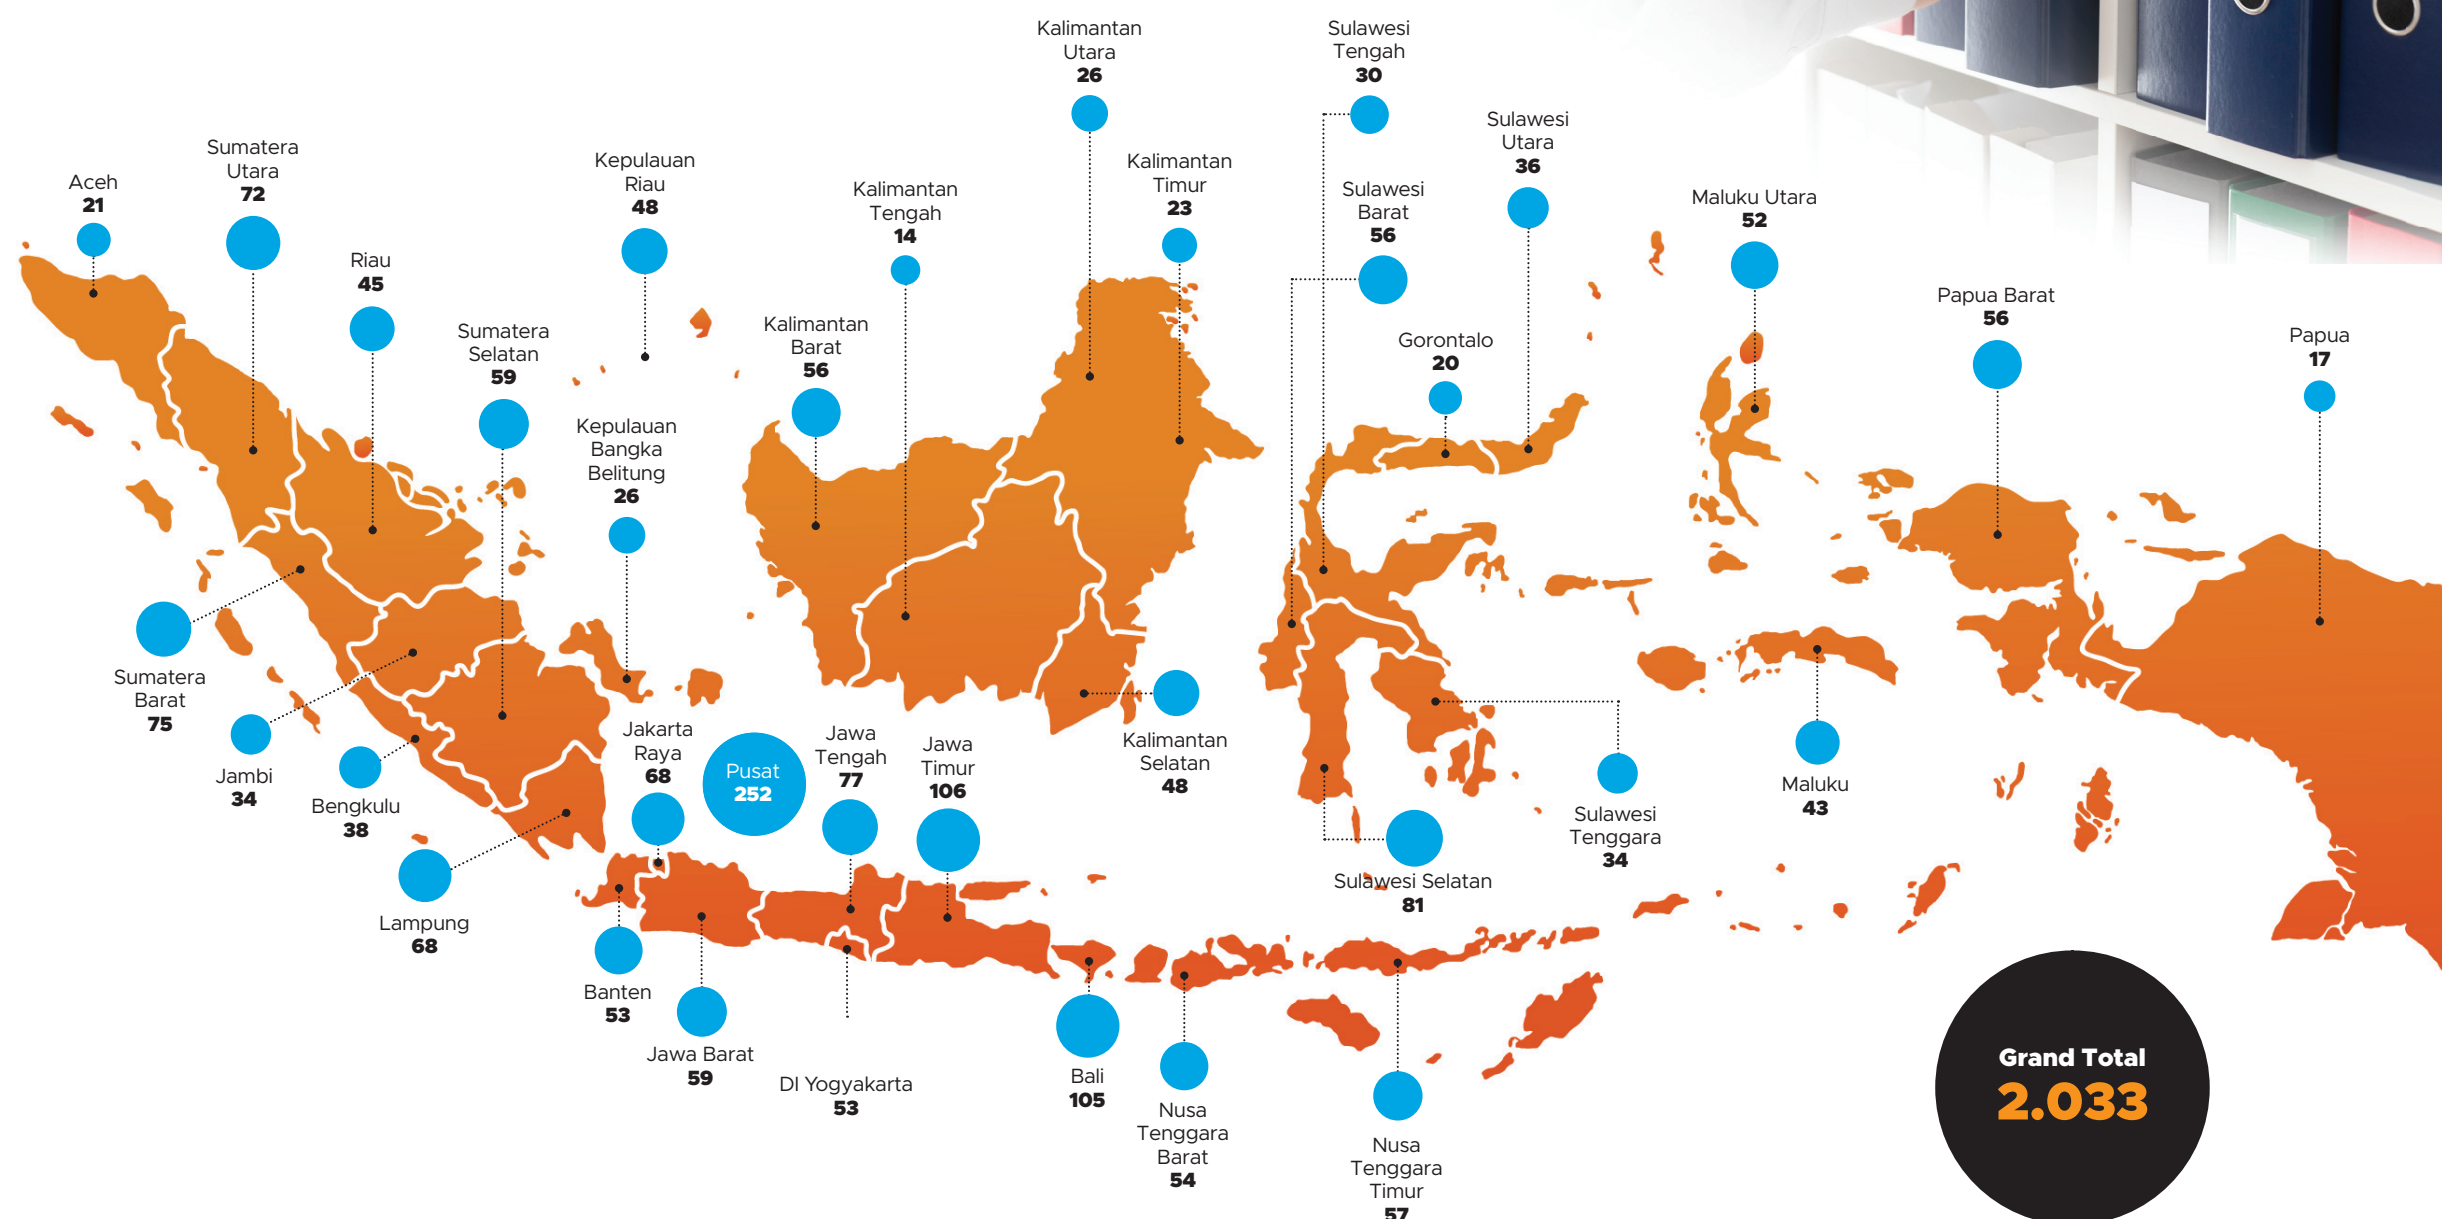 Aceh
21
Sumatera
Utara
72
Riau
45
Sumatera
Selatan
59
Kepulauan
Riau
48
Kepulauan
Bangka
Belitung
26
Kalimantan
Barat
56
Kalimantan
Tengah
14
Kalimantan
Utara
26
Kalimantan
Timur
23
Sulawesi
Tengah
30
Sulawesi
Barat
56
Sulawesi
Utara
36
Gorontalo
20
Maluku Utara
52
Papua Barat
56
Papua
17
Sumatera
Barat
75
Jambi
34
Bengkulu
38
Lampung
68
Jakarta
Raya
68
Pusat
252
Jawa
Tengah
77
Jawa
Timur
106
Kalimantan
Selatan
48
Sulawesi
Tenggara
34
Maluku
43
Sulawesi Selatan
81
Banten
53
Jawa Barat
59
DI Yogyakarta
53
Bali
105
Nusa
Tenggara
Barat
54
Nusa
Tenggara
Timur
57
Grand Total
2.033